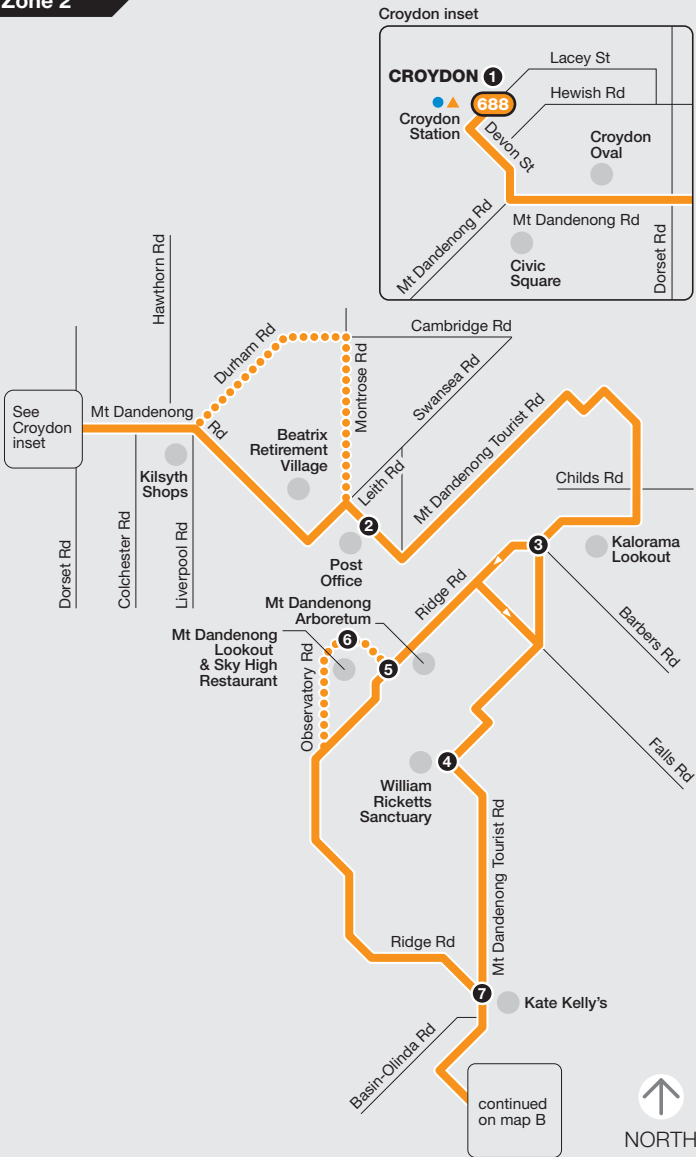 Zone 2
Croydon inset
CROYDON 1
688
Croydon
Station
Lacey St
Hewish Rd
Devon St
Croydon
Oval
Mt Dandenong Rd
Mt Dandenong Rd
Civic
Square
Dorset Rd
Hawthorn Rd
Durham Rd
Cambridge Rd
Montrose Rd
Swansea Rd
See
Croydon
inset
Mt Dandenong
Rd
Beatrix
Retirement
Village
Leith Rd
Mt Dandenong Tourist Rd
Kilsyth
Shops
Childs Rd
Dorset Rd
Colchester Rd
Liverpool Rd
2
Post
Office
3
Kalorama
Lookout
Ridge Rd
Mt Dandenong
Arboretum
Barbers Rd
Mt Dandenong
Lookout
& Sky High
Restaurant
6
5
Observatory Rd
Falls Rd
4
William
Ricketts
Sanctuary
Mt Dandenong Tourist Rd
Ridge Rd
7
Kate Kelly's
Basin-Olinda Rd
continued
on map B
NORTH